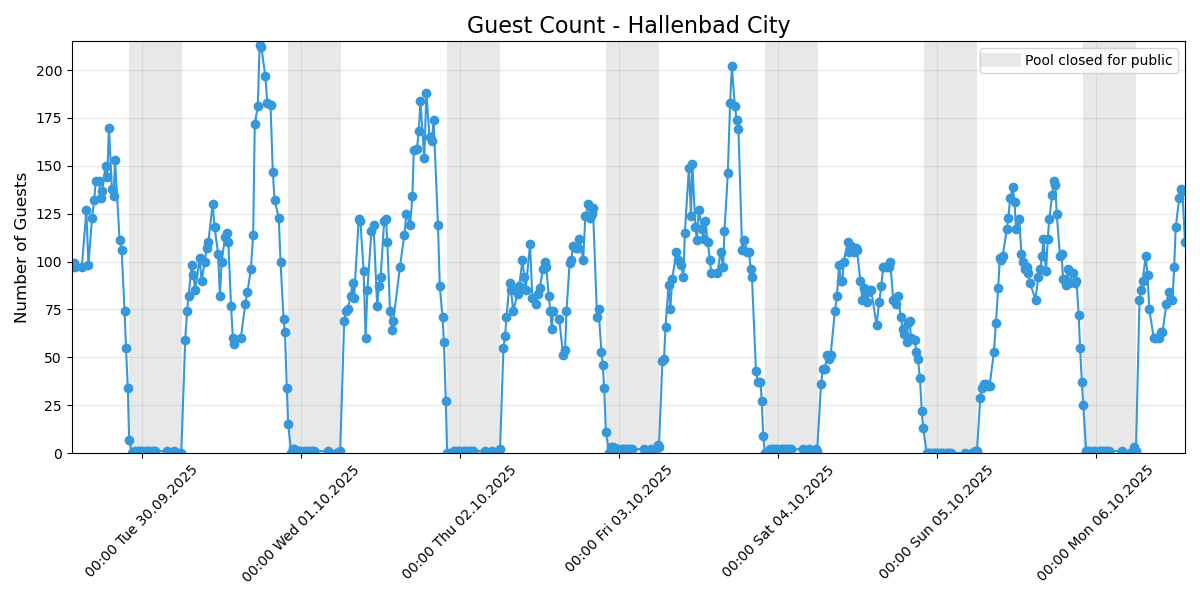 Guest Count - Hallenbad City
Pool closed for public
Number of Guests
200
175
150
125
100
75
50
25
0
00:00 Tue 30.09.2025
00:00 Wed 01.10.2025
00:00 Thu 02.10.2025
00:00 Fri 03.10.2025
00:00 Sat 04.10.2025
00:00 Sun 05.10.2025
00:00 Mon 06.10.2025